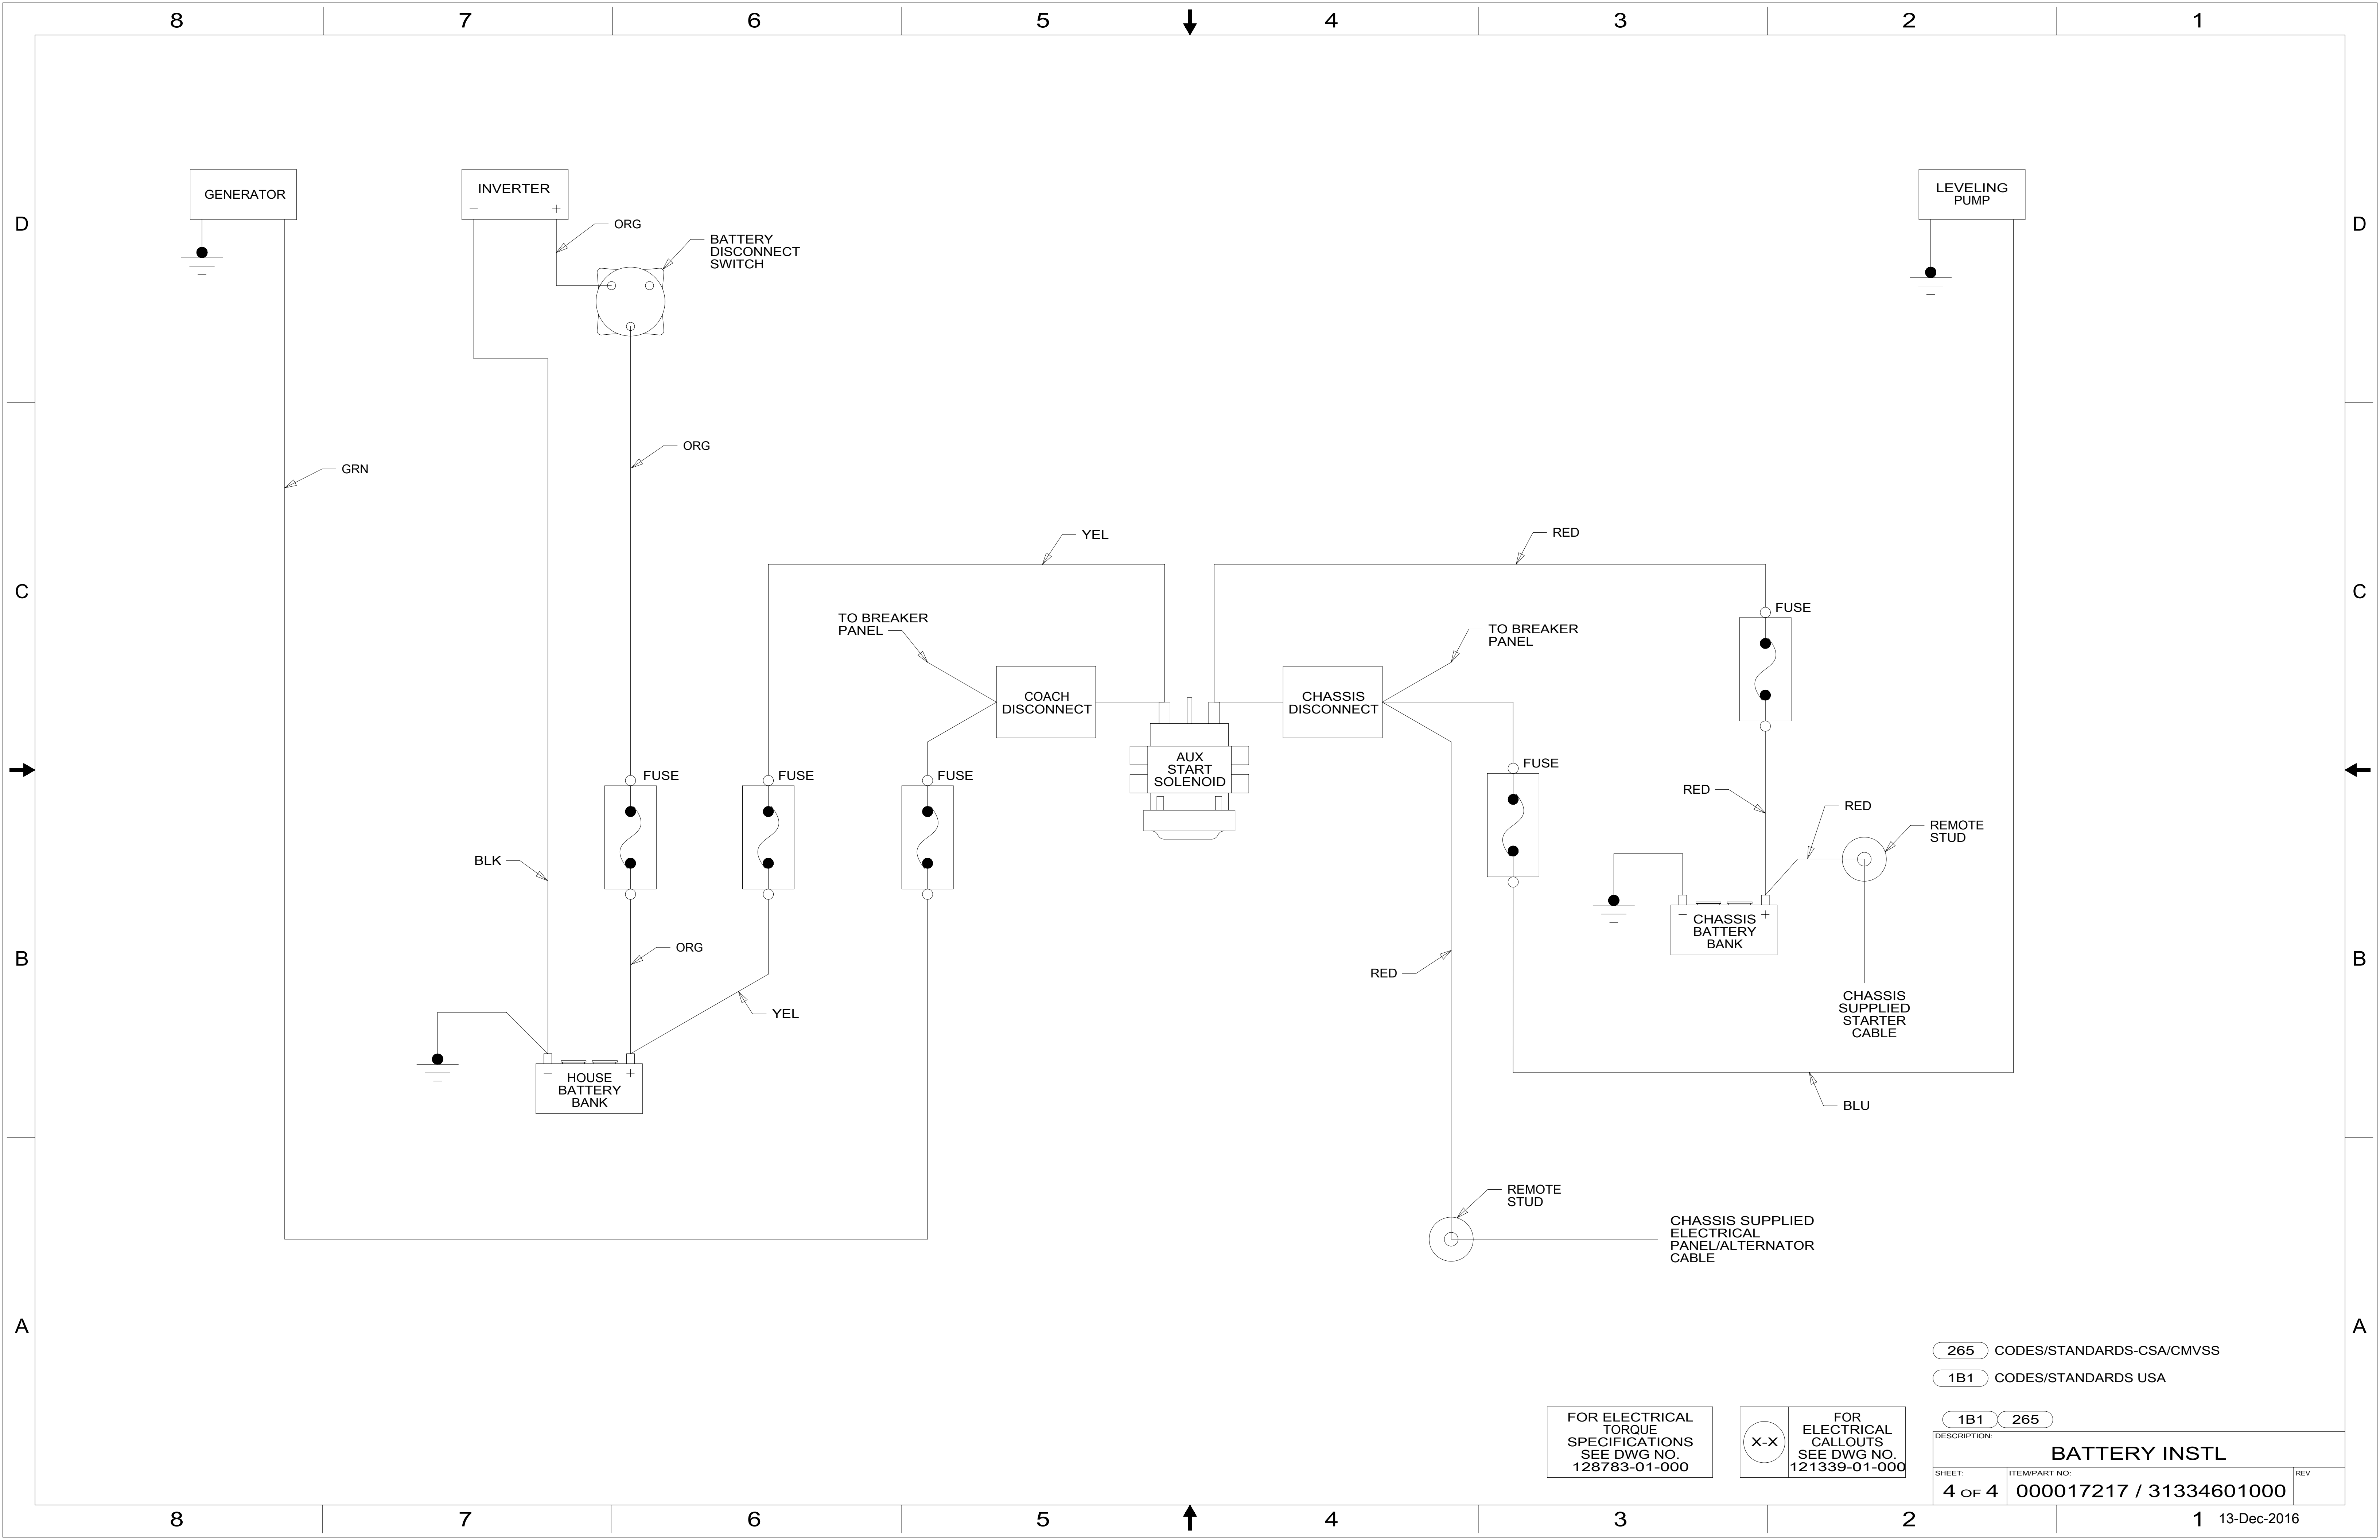 8 7 6 5 4 3 2 1
D
D
GENERATOR
INVERTER
− +
LEVELING
PUMP
ORG
BATTERY
DISCONNECT
SWITCH
ORG
GRN
YEL
RED
C
C
TO BREAKER
PANEL
TO BREAKER
PANEL
FUSE
COACH
DISCONNECT
CHASSIS
DISCONNECT
AUX
START
SOLENOID
FUSE
FUSE
FUSE
FUSE
RED
RED
REMOTE
STUD
BLK
− +
CHASSIS
BATTERY
BANK
ORG
B
B
RED
YEL
CHASSIS
SUPPLIED
STARTER
CABLE
− +
HOUSE
BATTERY
BANK
BLU
REMOTE
STUD
CHASSIS SUPPLIED
ELECTRICAL
PANEL/ALTERNATOR
CABLE
A
A
265 CODES/STANDARDS-CSA/CMVSS
1B1 CODES/STANDARDS USA
FOR ELECTRICAL
TORQUE
SPECIFICATIONS
SEE DWG NO.
128783-01-000
X-X
FOR
ELECTRICAL
CALLOUTS
SEE DWG NO.
121339-01-000
1B1 265
DESCRIPTION:
BATTERY INSTL
SHEET:
4 OF 4
ITEM/PART NO:
000017217 / 31334601000
REV
8 7 6 5 4 3 2 1
13-Dec-2016